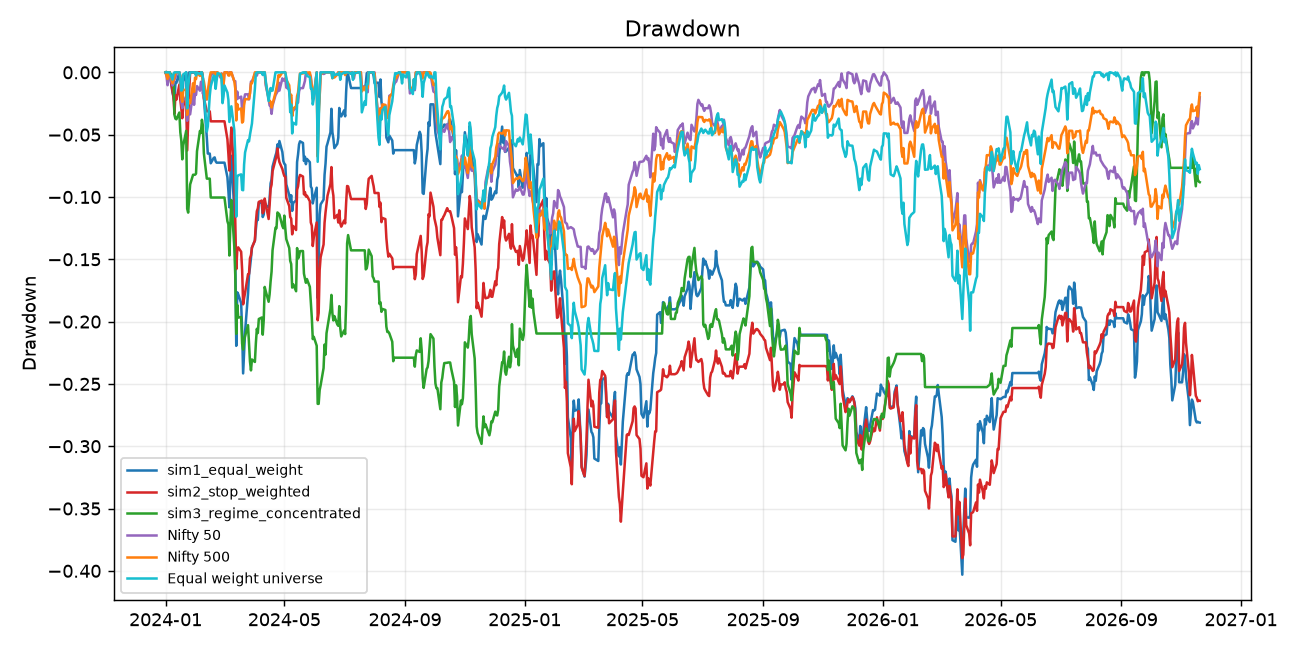 Drawdown
Drawdown
0.00
−0.05
−0.10
−0.15
−0.20
−0.25
−0.30
−0.35
−0.40
sim1_equal_weight
sim2_stop_weighted
sim3_regime_concentrated
Nifty 50
Nifty 500
Equal weight universe
2024-01
2024-05
2024-09
2025-01
2025-05
2025-09
2026-01
2026-05
2026-09
2027-01